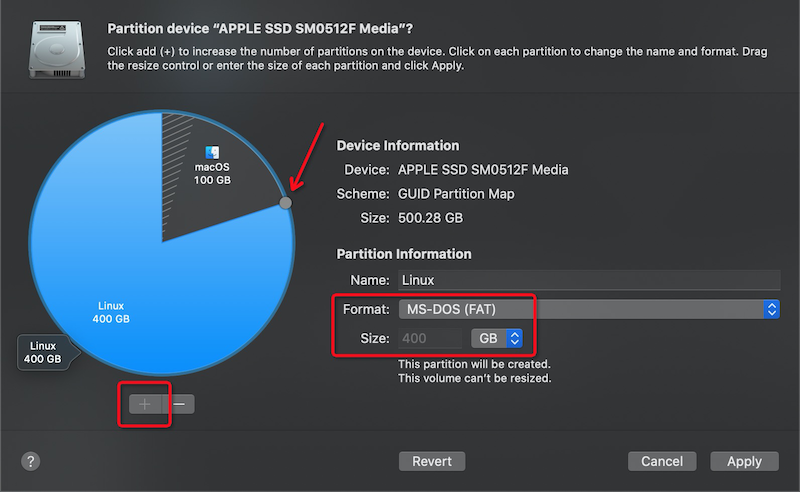 Partition device “APPLE SSD SM0512F Media”?
Click add (+) to increase the number of partitions on the device. Click on each partition to change the name and format. Drag
the resize control or enter the size of each partition and click Apply.
macOS
100 GB
Linux
400 GB
Linux
400 GB
+ −
Device Information
Device: APPLE SSD SM0512F Media
Scheme: GUID Partition Map
Size: 500.28 GB
Partition Information
Name: Linux
Format: MS-DOS (FAT)
Size: 400 GB
This partition will be created.
This volume can’t be resized.
? Revert Cancel Apply